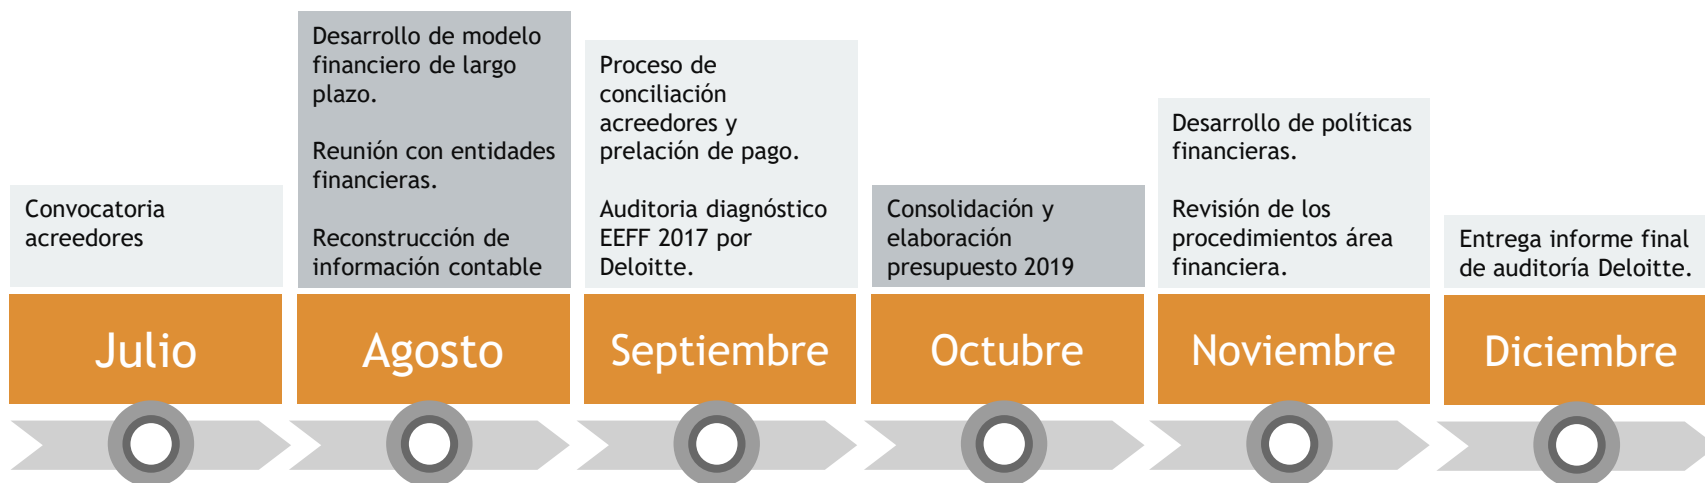 Convocatoria
acreedores
Julio
Desarrollo de modelo
financiero de largo
plazo.
Reunión con entidades
financieras.
Reconstrucción de
información contable
Agosto
Proceso de
conciliación
acreedores y
prelación de pago.
Auditoria diagnóstico
EEFF 2017 por
Deloitte.
Septiembre
Consolidación y
elaboración
presupuesto 2019
Octubre
Desarrollo de políticas
financieras.
Revisión de los
procedimientos área
financiera.
Noviembre
Entrega informe final
de auditoría Deloitte.
Diciembre